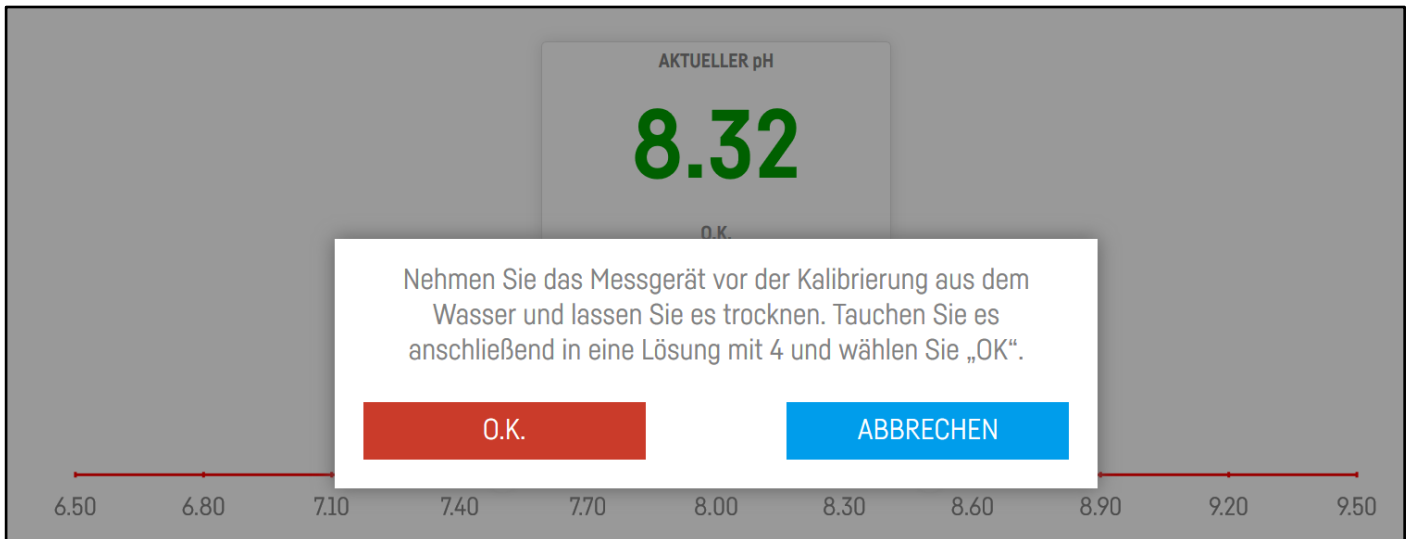 AKTUELLER pH
8.32
O.K.
Nehmen Sie das Messgerät vor der Kalibrierung aus dem
Wasser und lassen Sie es trocknen. Tauchen Sie es
anschließend in eine Lösung mit 4 und wählen Sie „OK“.
O.K. ABBRECHEN
6.50 6.80 7.10 7.40 7.70 8.00 8.30 8.60 8.90 9.20 9.50